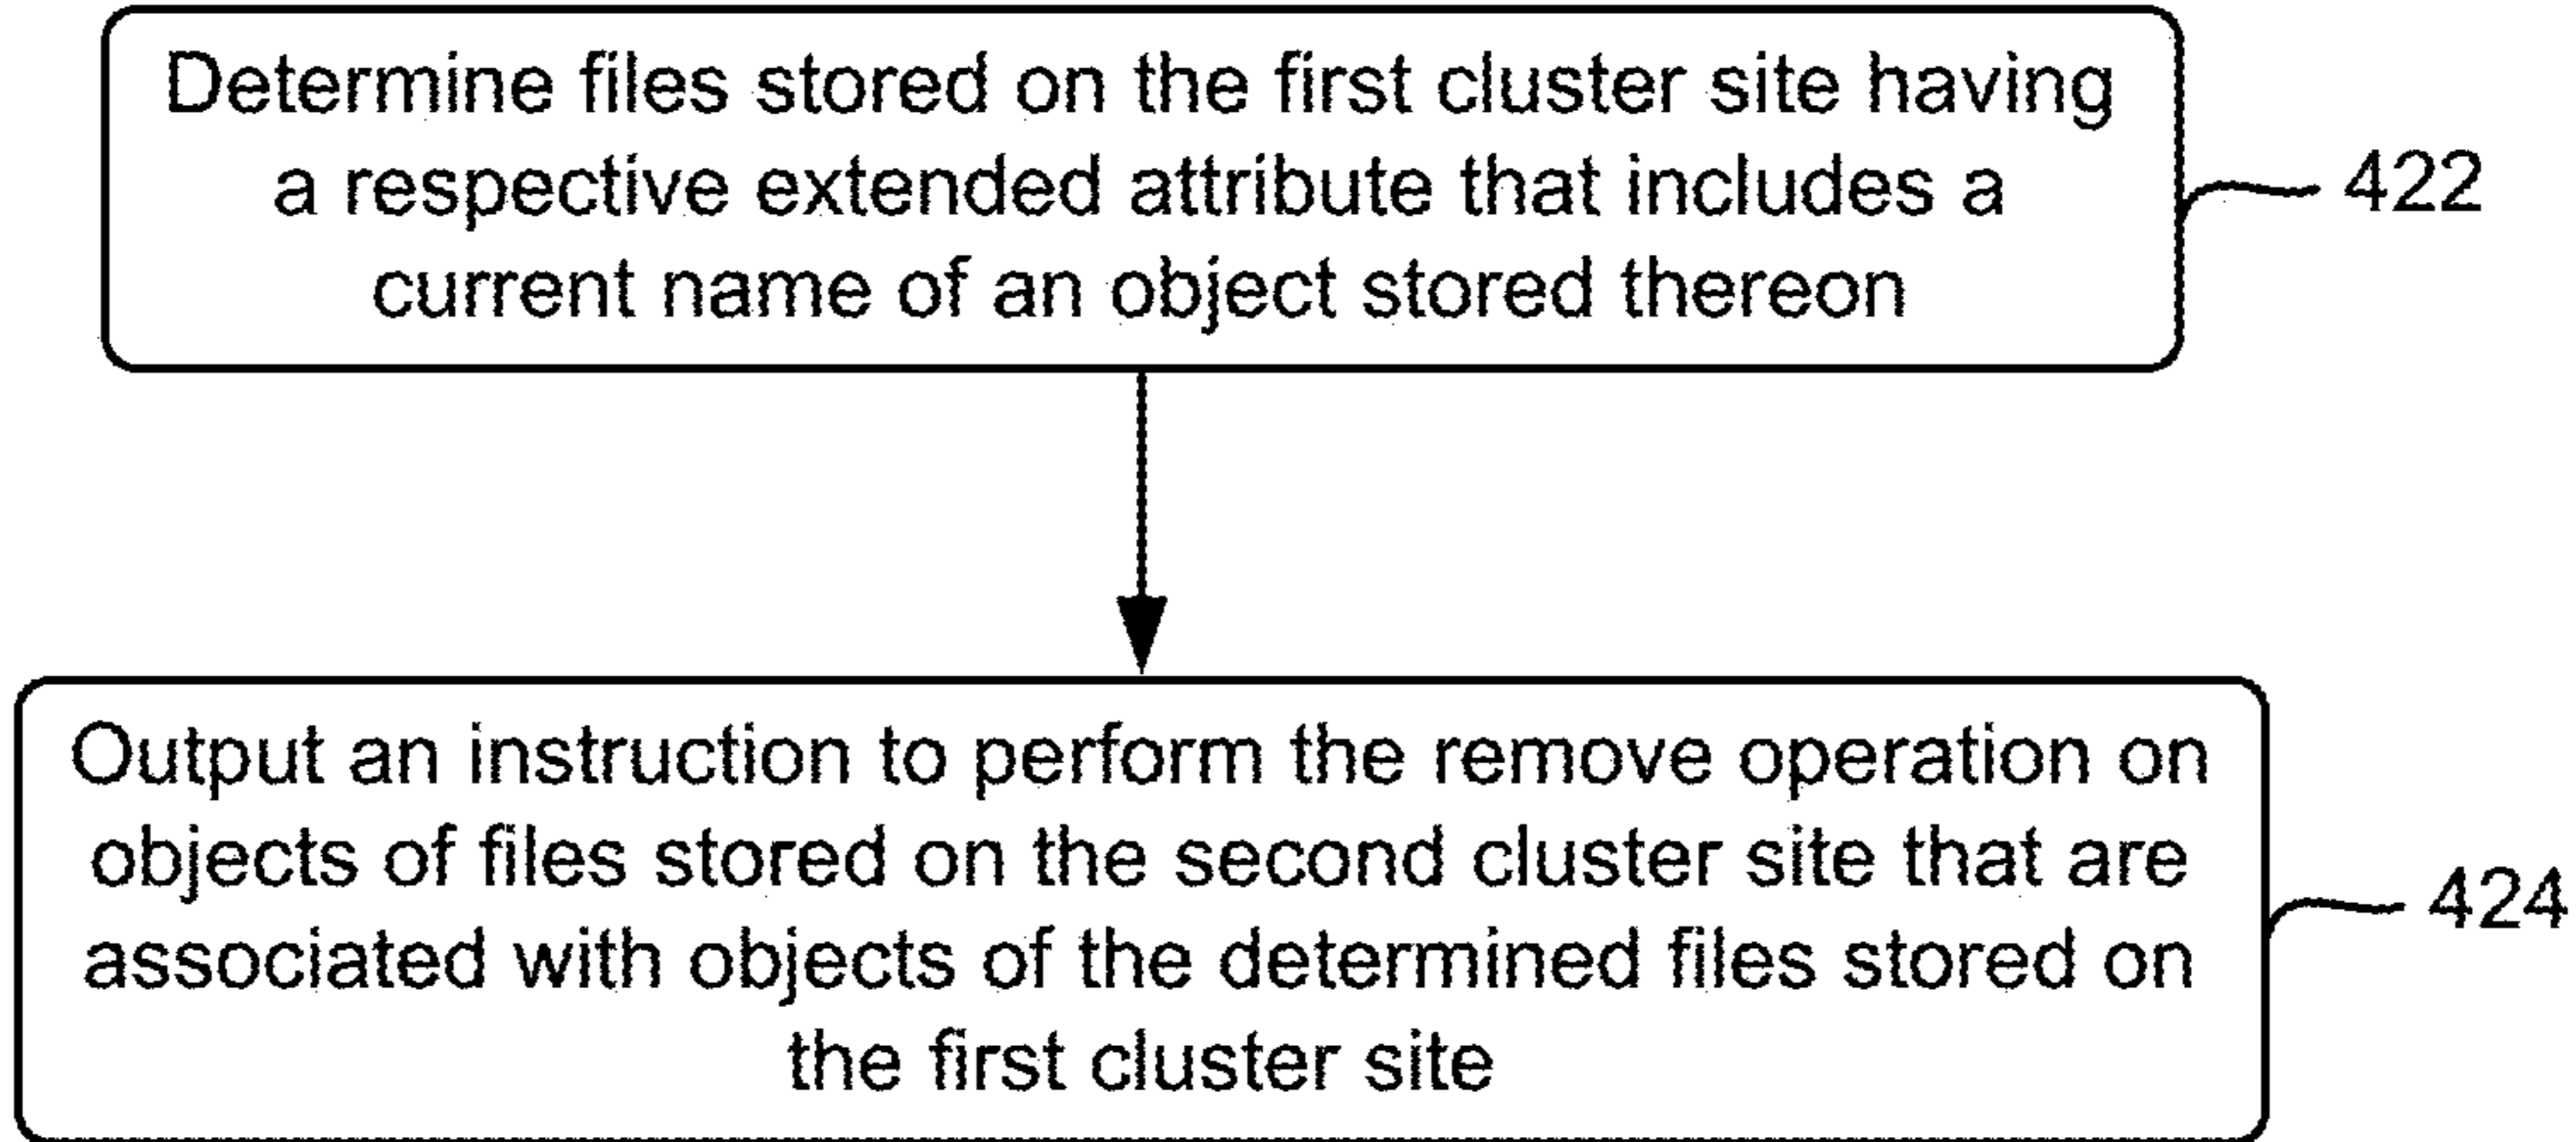 Determine files stored on the first cluster site having
a respective extended attribute that includes a
current name of an object stored thereon
422
Output an instruction to perform the remove operation on
objects of files stored on the second cluster site that are
associated with objects of the determined files stored on
the first cluster site
424